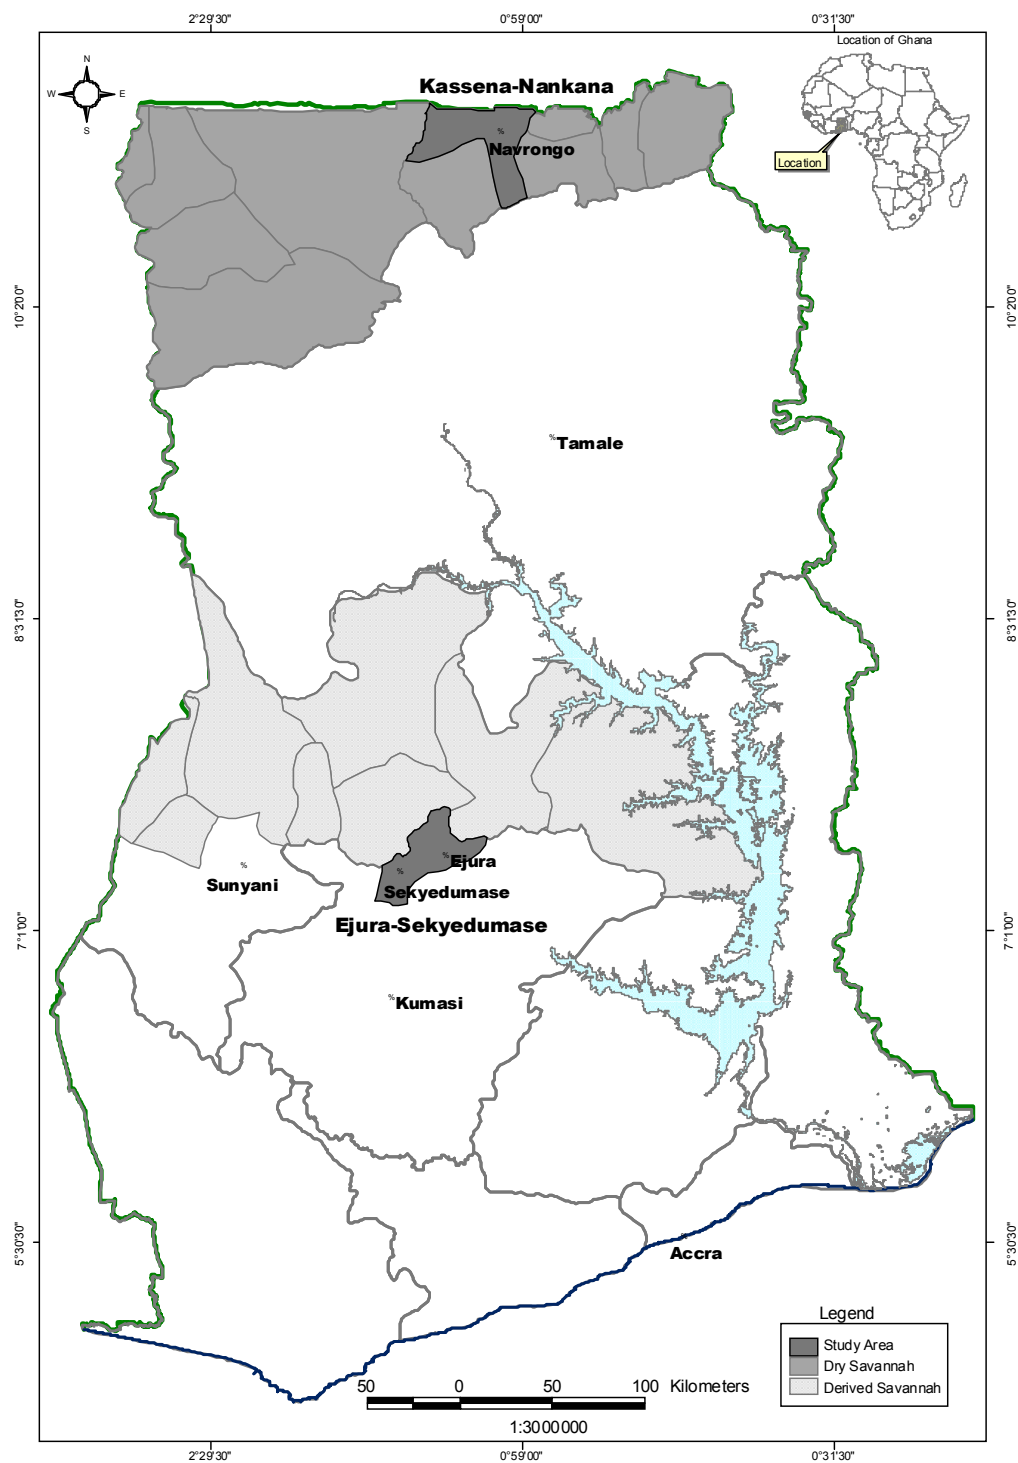 2°29'30" 0°59'00" 0°31'30"
Location of Ghana
N
W E
S
Location
Kassena-Nankana
% Navrongo
10°20'0" 10°20'0"
%Tamale
8°31'30" 8°31'30"
% Sunyani
% Ejura
% Sekyedumase
Ejura-Sekyedumase
7°1'00" 7°1'00"
%Kumasi
5°30'30" 5°30'30"
% Accra
Legend
Study Area
Dry Savannah
Derived Savannah
50 0 50 100 Kilometers
1:3000000
2°29'30" 0°59'00" 0°31'30"